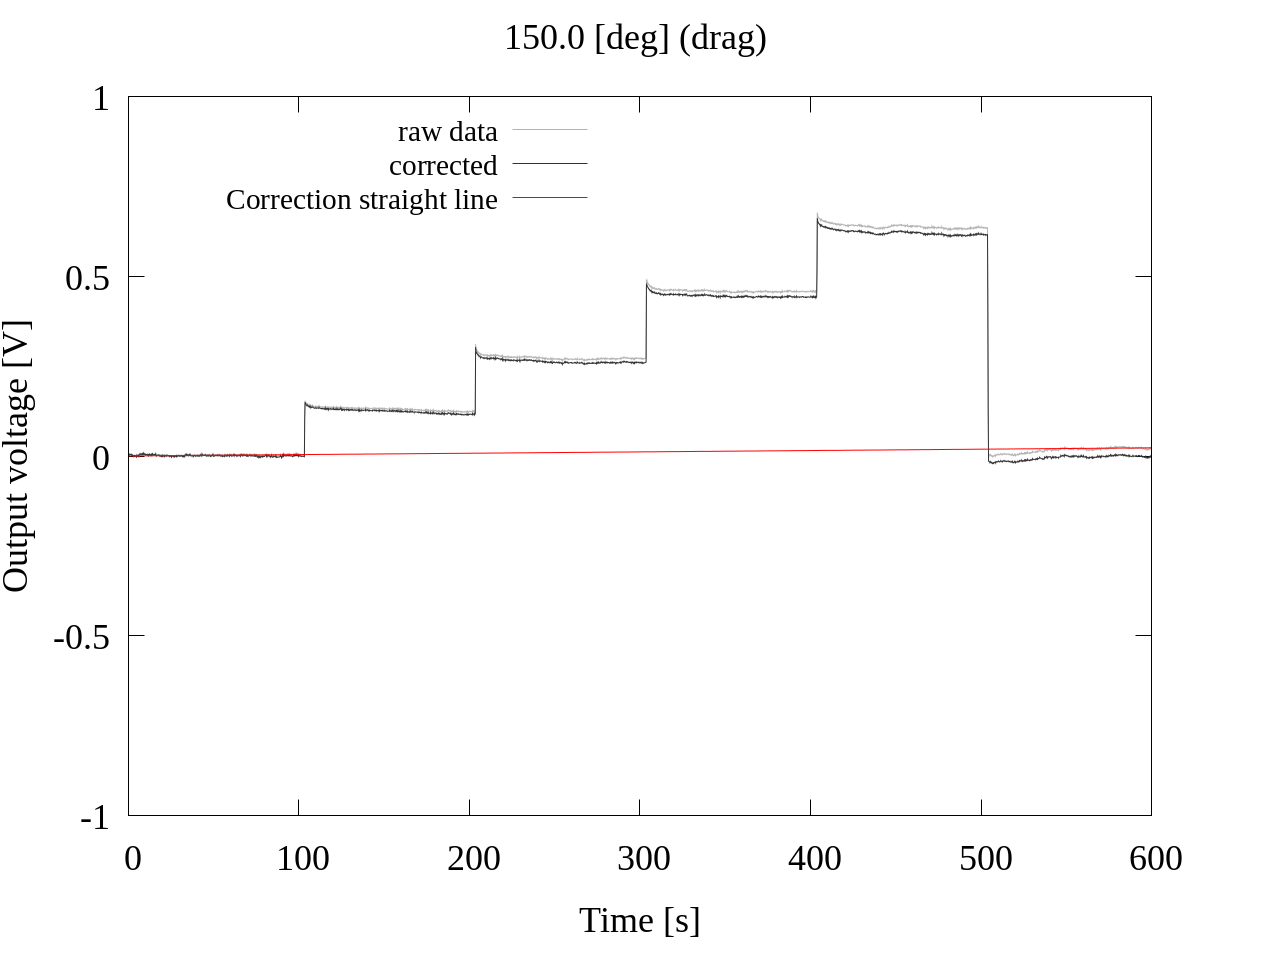 150.0 [deg] (drag)
1
raw data
corrected
Correction straight line
0.5
0
-0.5
-1
Output voltage [V]
0 100 200 300 400 500 600
Time [s]